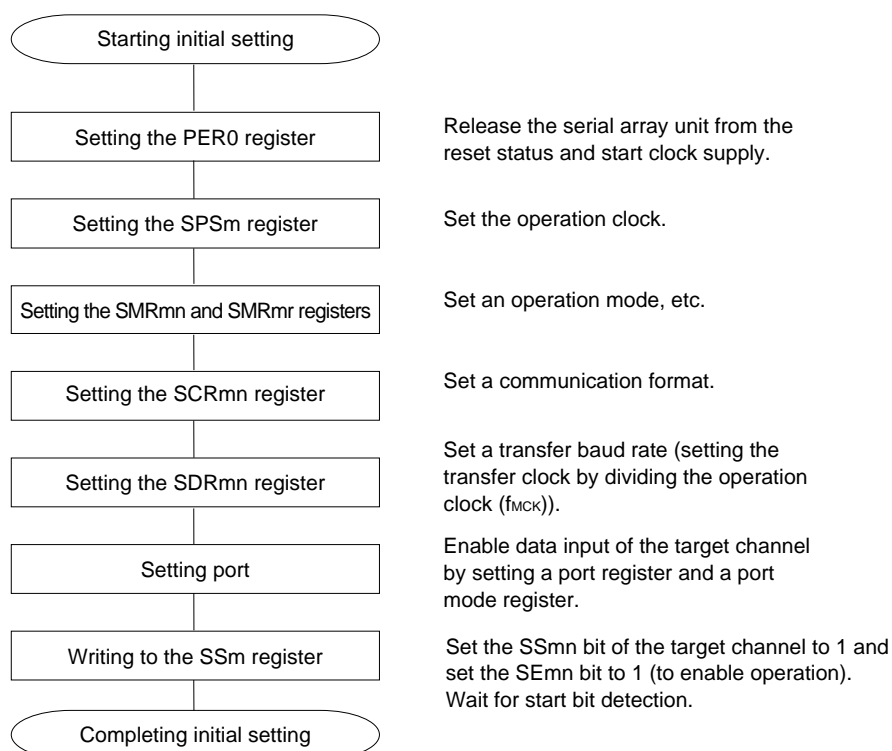 Starting initial setting
Setting the PER0 register
Release the serial array unit from the
reset status and start clock supply.
Setting the SPSm register
Set the operation clock.
Setting the SMRmn and SMRmr registers
Set an operation mode, etc.
Setting the SCRmn register
Set a communication format.
Setting the SDRmn register
Set a transfer baud rate (setting the
transfer clock by dividing the operation
clock (fMCK)).
Setting port
Enable data input of the target channel
by setting a port register and a port
mode register.
Writing to the SSm register
Set the SSmn bit of the target channel to 1 and
set the SEmn bit to 1 (to enable operation).
Wait for start bit detection.
Completing initial setting